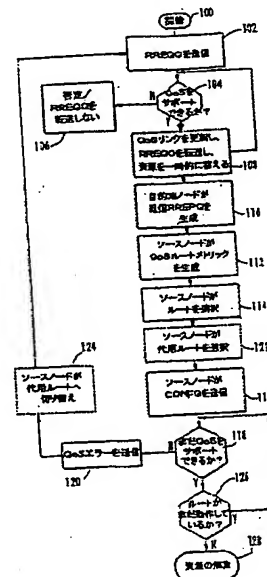 開始
100
102
RREQQを送信
104
QoSを
サポート
できるか?
N
Y
否定/
RREQQを
転送しない
106
QoSリンクを更新し、
RREQQを転送し、
資源を一時的に蓄える
108
目的地ノードが
返信RREPQを
生成
110
ソースノードが
QoSルートメトリック
を生成
112
ソースノードが
ルートを選択
114
ソースノードが
代用ルートを選択
122
ソースノードが
CONFQを送信
124
ソースノードが
代用ルートへ
切り替え
まだQoSを
サポート
できるか?
118
N
QoSエラーを送信
120
Y
126
ルートが
まだ動作して
いるか?
Y
N
資源の解放
128